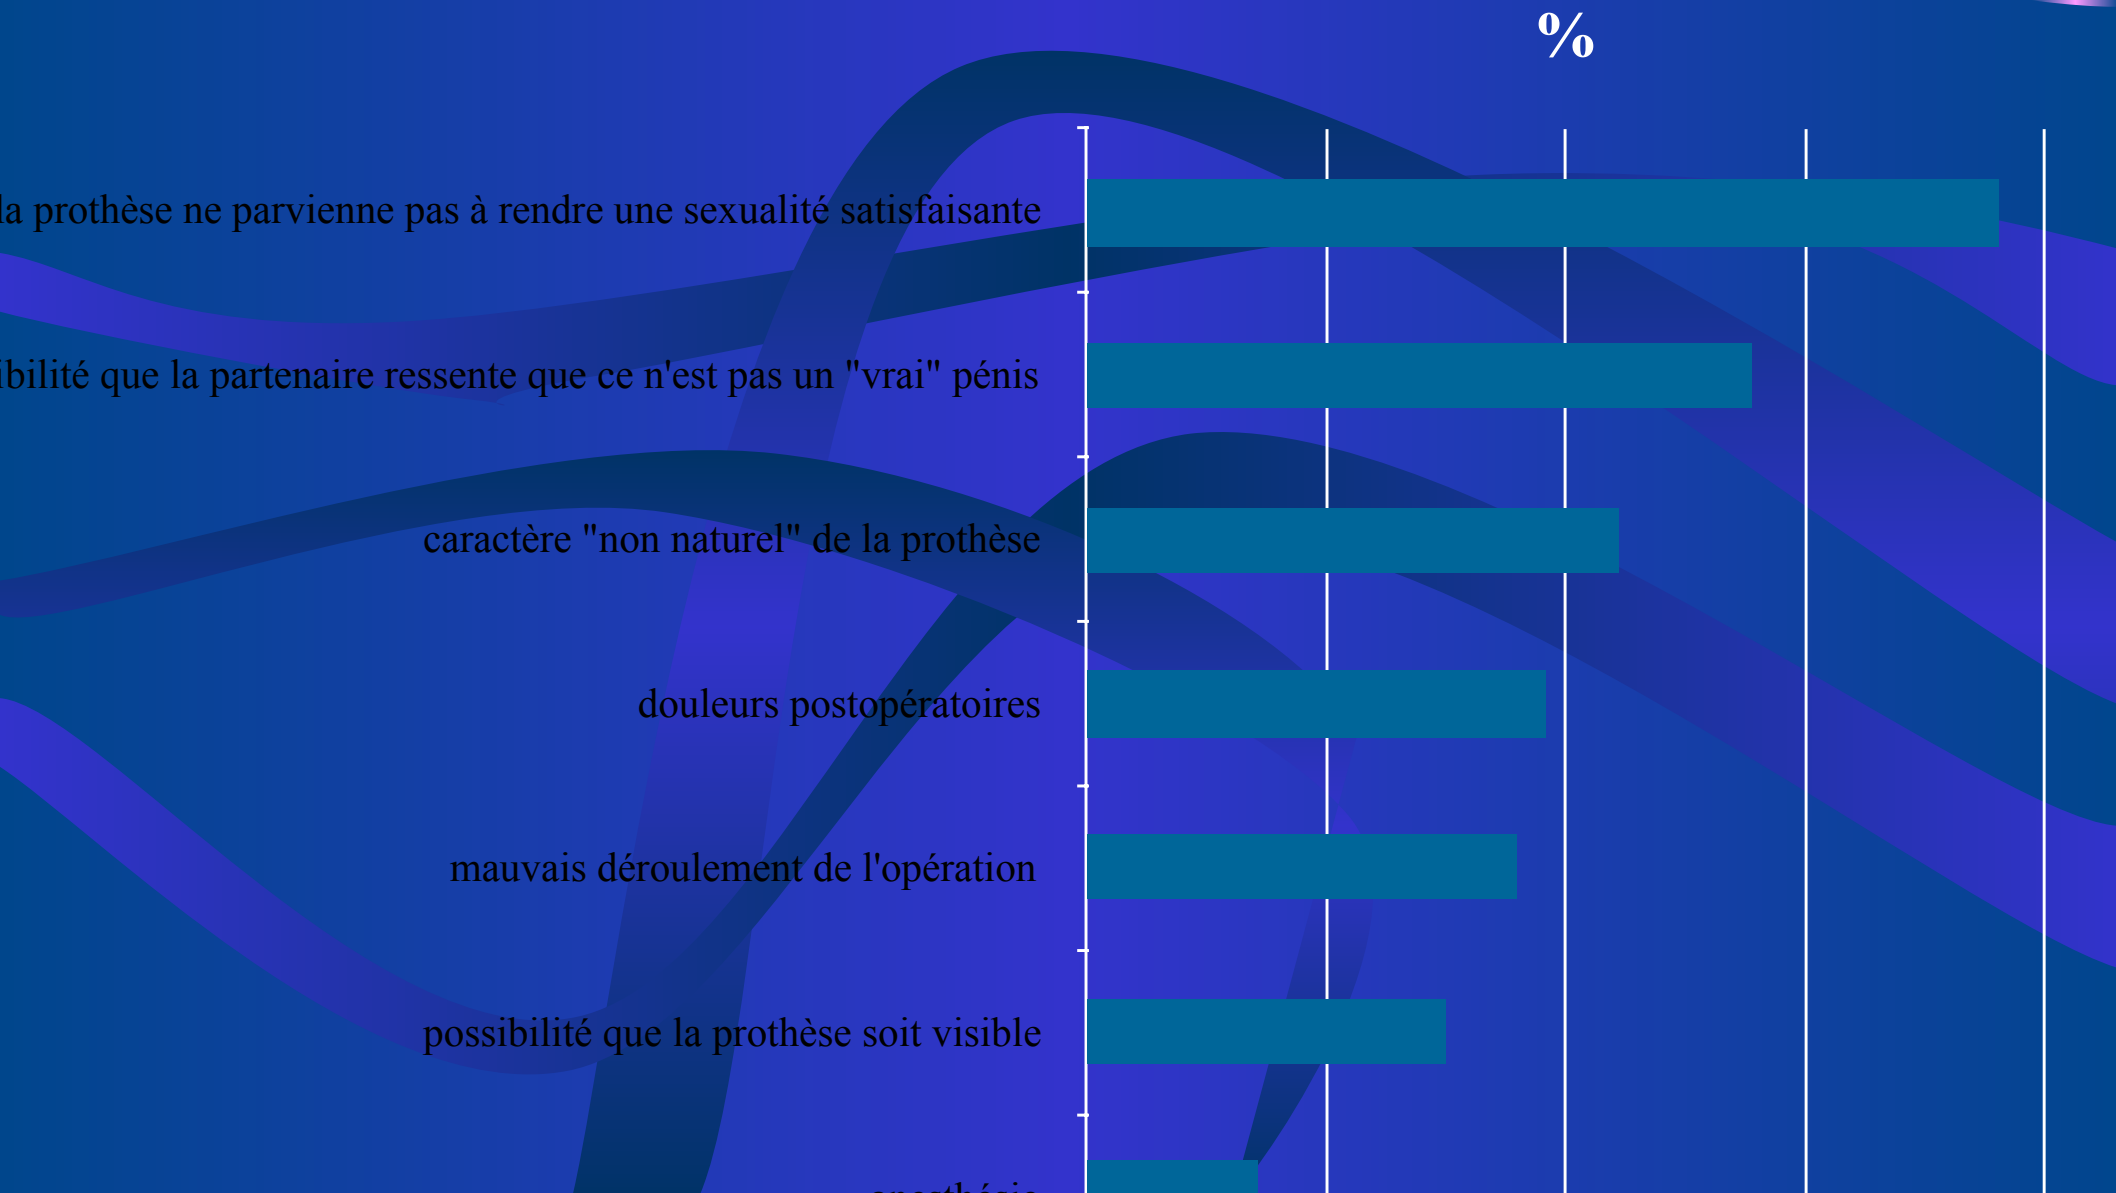 %
la prothèse ne parvienne pas à rendre une sexualité satisfaisante
que la partenaire ressente que ce n'est pas un "vrai" pénis
caractère "non naturel" de la prothèse
douleurs postopératoires
mauvais déroulement de l'opération
possibilité que la prothèse soit visible